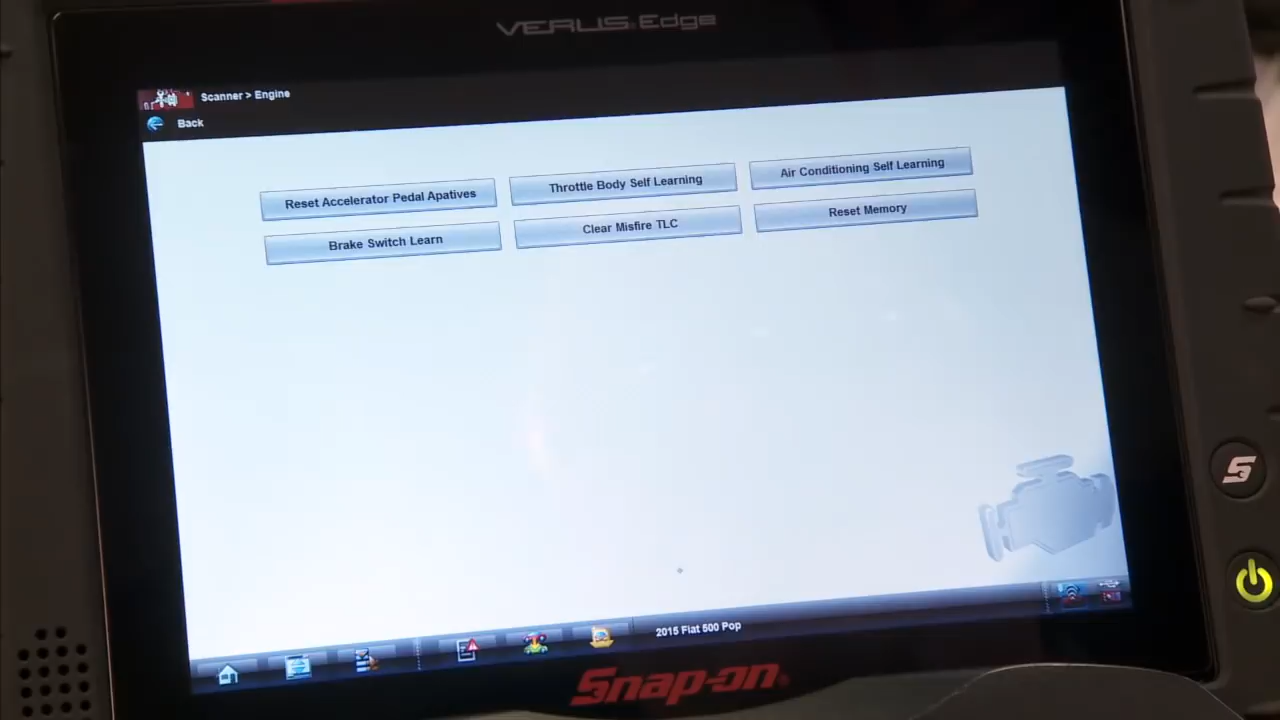 VERUS Edge
Scanner > Engine
Back
Reset Accelerator Pedal Apatives
Throttle Body Self Learning
Air Conditioning Self Learning
Brake Switch Learn
Clear Misfire TLC
Reset Memory
2015 Fiat 500 Pop
Snap-on
S